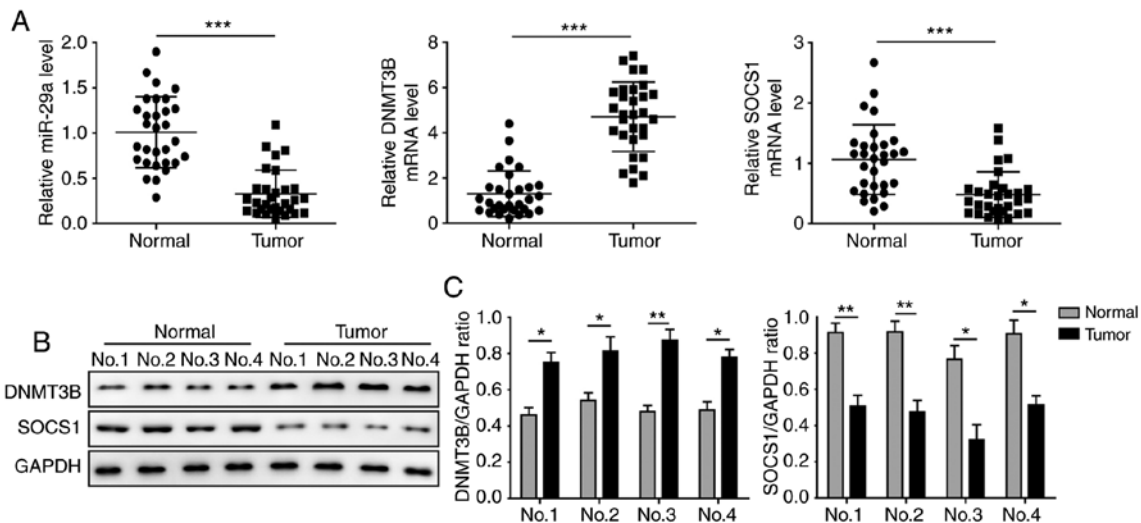 A
Relative miR-29a level
2.0
1.5
1.0
0.5
0.0
***
Normal Tumor
Relative DNMT3B
mRNA level
8
6
4
2
0
***
Normal Tumor
Relative SOCS1
mRNA level
3
2
1
0
***
Normal Tumor
B
Normal Tumor
No.1 No.2 No.3 No.4 No.1 No.2 No.3 No.4
DNMT3B
SOCS1
GAPDH
C
DNMT3B/GAPDH ratio
1.0
0.8
0.6
0.4
0.2
0.0
* * ** *
No.1 No.2 No.3 No.4
SOCS1/GAPDH ratio
1.0
0.8
0.6
0.4
0.2
0.0
** ** * *
No.1 No.2 No.3 No.4
Normal
Tumor